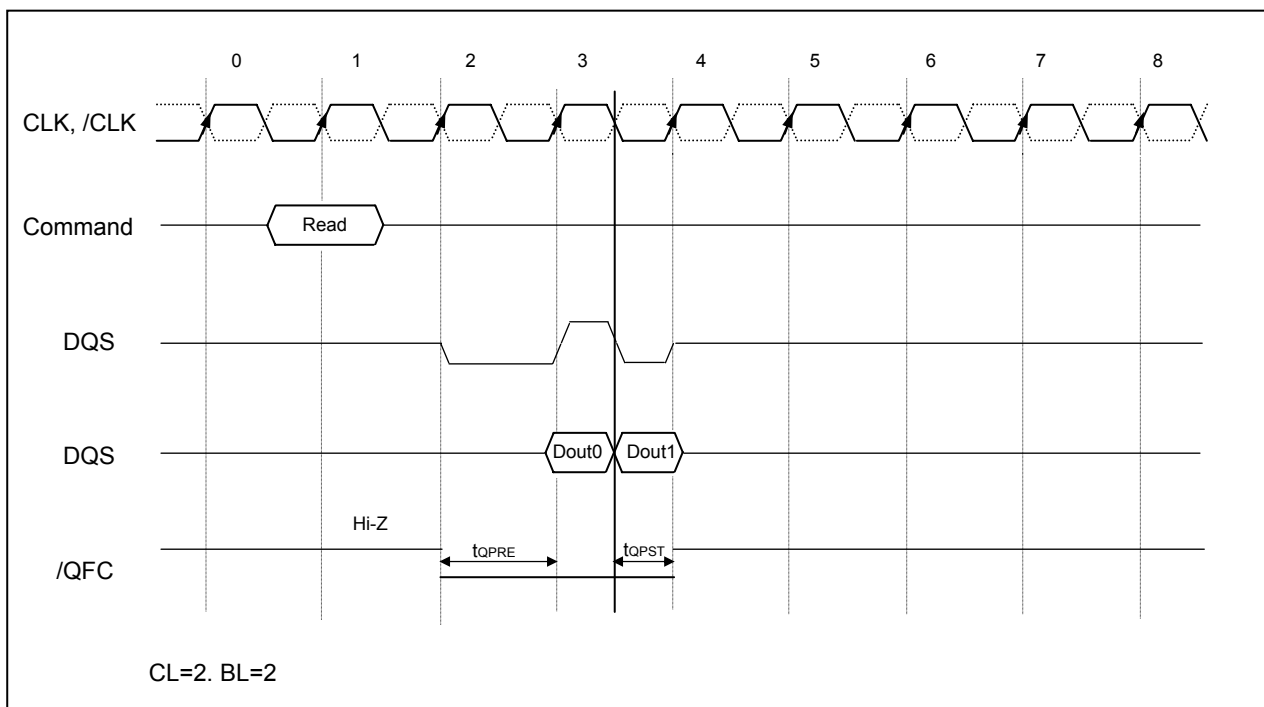 0 1 2 3 4 5 6 7 8
CLK, /CLK
Command
Read
DQS
DQS
Dout0 Dout1
Hi-Z
/QFC
tQPRE tQPST
CL=2. BL=2